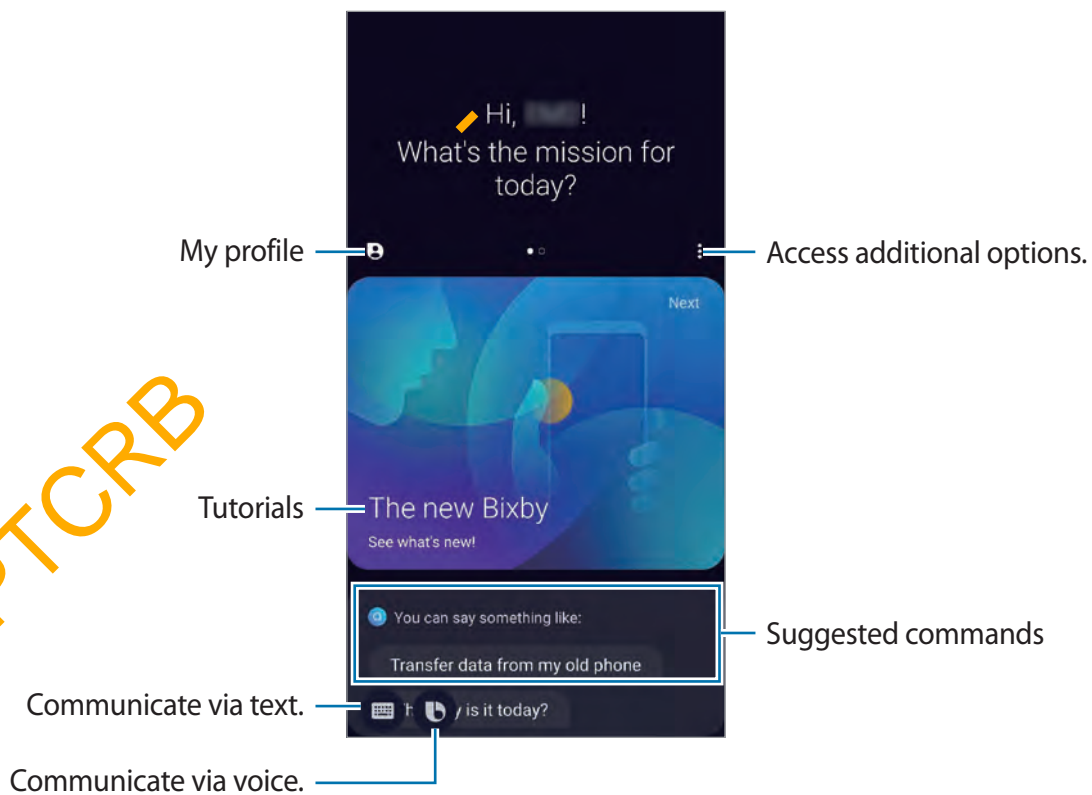 Hi, !
What's the mission for
today?
My profile
Access additional options.
Next
Tutorials
The new Bixby
See what's new!
You can say something like:
Suggested commands
Transfer data from my old phone
Communicate via text.
is it today?
Communicate via voice.
PTCRB